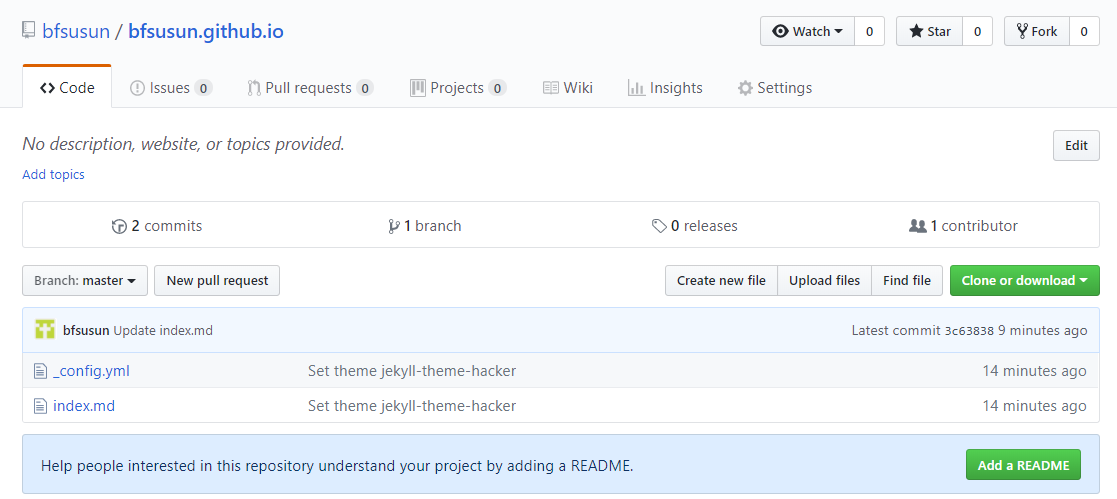 bfsusun / bfsusun.github.io Watch 0 Star 0 Fork 0
Code Issues 0 Pull requests 0 Projects 0 Wiki Insights Settings
No description, website, or topics provided. Edit
Add topics
2 commits 1 branch 0 releases 1 contributor
Branch: master New pull request Create new file Upload files Find file Clone or download
bfsusun Update index.md Latest commit 3c63838 9 minutes ago
_config.yml Set theme jekyll-theme-hacker 14 minutes ago
index.md Set theme jekyll-theme-hacker 14 minutes ago
Help people interested in this repository understand your project by adding a README. Add a README